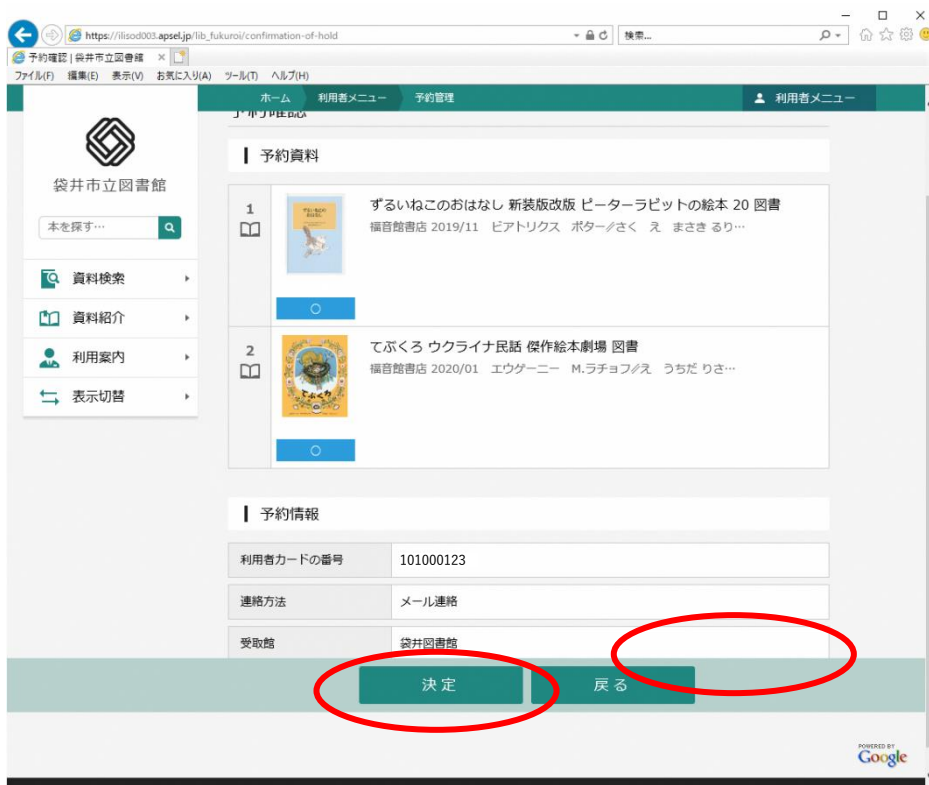 https://ilisod003.apsel.jp/lib_fukuroi/confirmation-of-hold
検索...
予約確認 | 袋井市立図書館
ファイル(F) 編集(E) 表示(V) お気に入り(A) ツール(T) ヘルプ(H)
ホーム 利用者メニュー 予約管理 利用者メニュー
予約確認
袋井市立図書館
本を探す…
資料検索
資料紹介
利用案内
表示切替
予約資料
1
ずるいねこのおはなし 新装版改版 ピーターラビットの絵本 20 図書
福音館書店 2019/11 ビアトリクス ポター∥さく え まさき るり…
○
2
てぶくろ ウクライナ民話 傑作絵本劇場 図書
福音館書店 2020/01 エウゲーニー M.ラチョフ∥え うちだ りさ…
てぶくろ
○
予約情報
利用者カードの番号 101000123
連絡方法 メール連絡
受取館 袋井図書館
決定 戻る
POWERED BY
Google